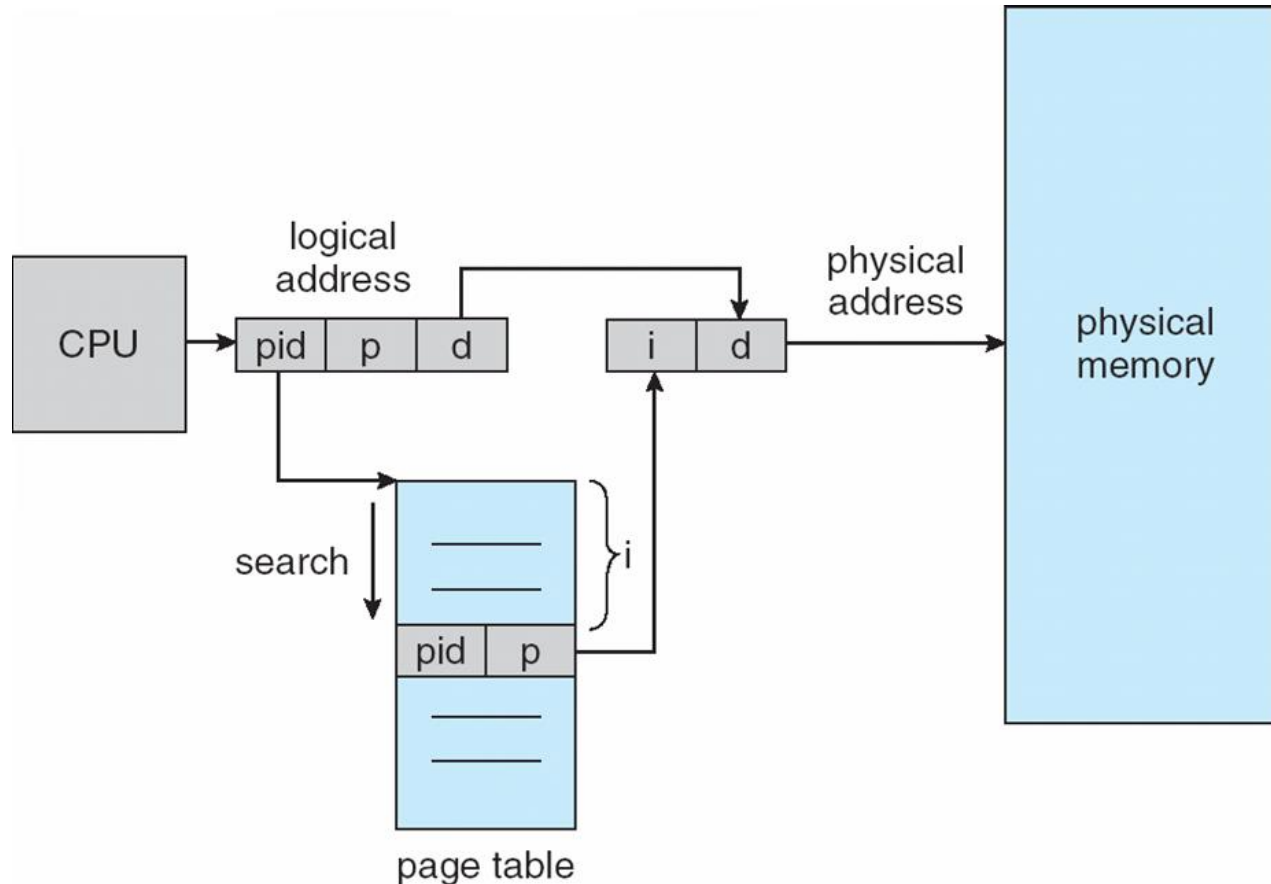 logical
address
physical
address
CPU
pid p d
i d
physical
memory
search
i
pid p
page table